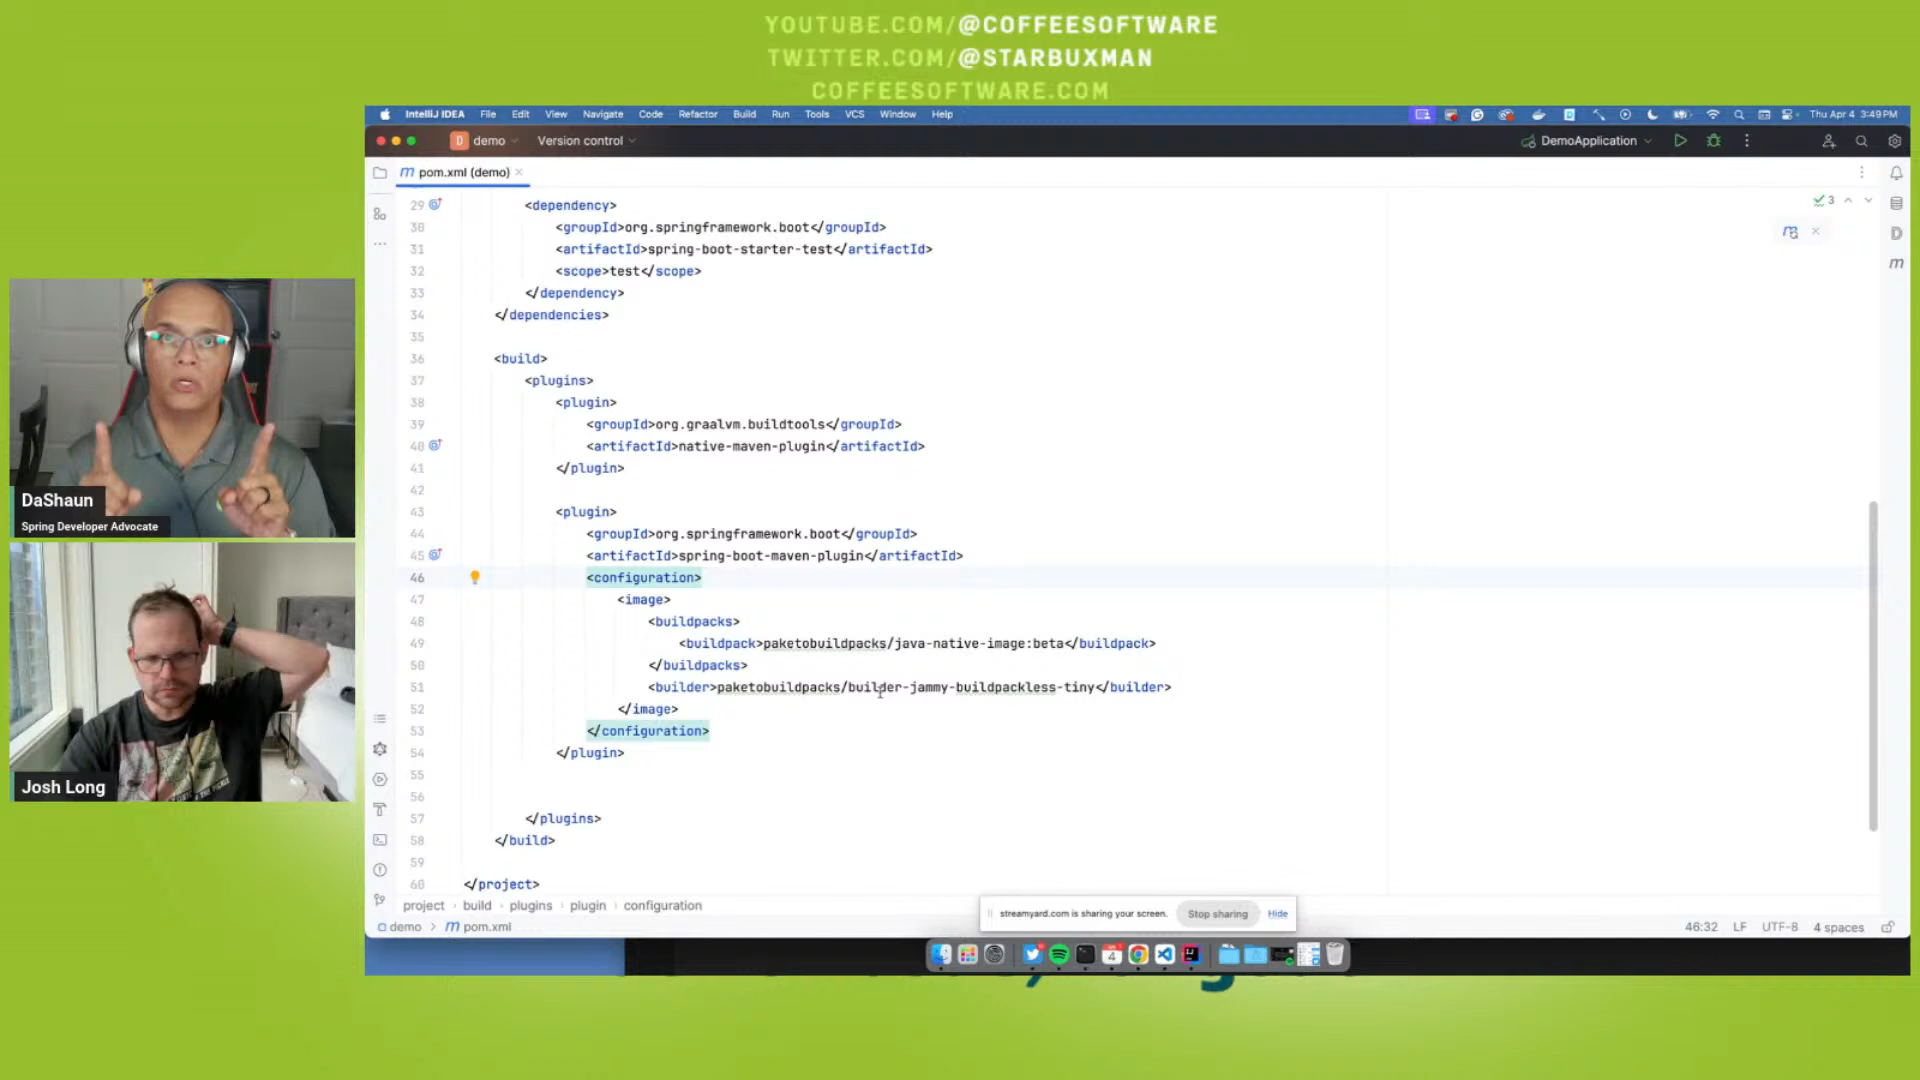 YOUTUBE.COM/@COFFEESOFTWARE
TWITTER.COM/@STARBUXMAN
COFFEESOFTWARE.COM
IntelliJ IDEA File Edit View Navigate Code Refactor Build Run Tools VCS Window Help Thu Apr 4 3:49 PM
D demo Version control DemoApplication
m pom.xml (demo)
3
29 <dependency>
30 <groupId>org.springframework.boot</groupId>
31 <artifactId>spring-boot-starter-test</artifactId>
32 <scope>test</scope>
33 </dependency>
34 </dependencies>
35
36 <build>
37 <plugins>
38 <plugin>
39 <groupId>org.graalvm.buildtools</groupId>
40 <artifactId>native-maven-plugin</artifactId>
41 </plugin>
42
43 <plugin>
44 <groupId>org.springframework.boot</groupId>
45 <artifactId>spring-boot-maven-plugin</artifactId>
46 <configuration>
47 <image>
48 <buildpacks>
49 <buildpack>paketobuildpacks/java-native-image:beta</buildpack>
50 </buildpacks>
51 <builder>paketobuildpacks/builder-jammy-buildpackless-tiny</builder>
52 </image>
53 </configuration>
54 </plugin>
55
56
57 </plugins>
58 </build>
59
60 </project>
project › build › plugins › plugin › configuration
streamyard.com is sharing your screen. Stop sharing Hide
demo > m pom.xml 46:32 LF UTF-8 4 spaces
DaShaun
Spring Developer Advocate
Josh Long